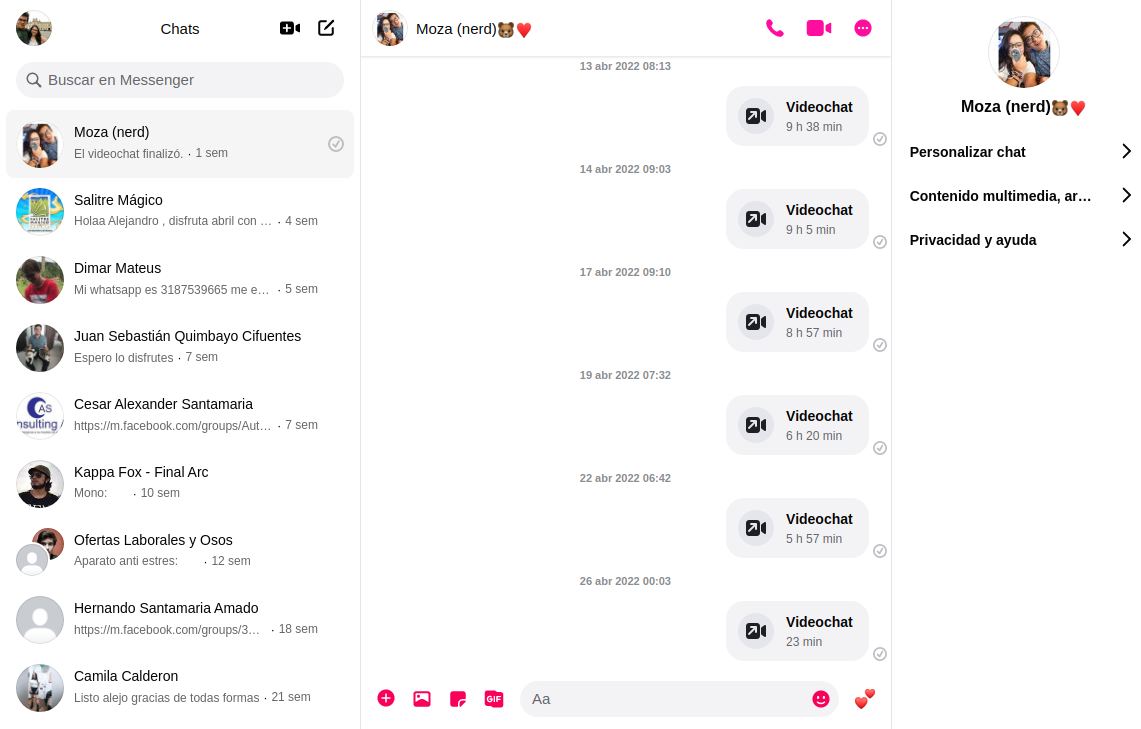 Chats
Buscar en Messenger
Moza (nerd)
El videochat finalizó. · 1 sem
Salitre Mágico
Holaa Alejandro , disfruta abril con … · 4 sem
Dimar Mateus
Mi whatsapp es 3187539665 me e… · 5 sem
Juan Sebastián Quimbayo Cifuentes
Espero lo disfrutes · 7 sem
Cesar Alexander Santamaria
https://m.facebook.com/groups/Aut… · 7 sem
Kappa Fox - Final Arc
Mono: · 10 sem
Ofertas Laborales y Osos
Aparato anti estres: · 12 sem
Hernando Santamaria Amado
https://m.facebook.com/groups/3… · 18 sem
Camila Calderon
Listo alejo gracias de todas formas · 21 sem
Moza (nerd)🐻❤️
13 abr 2022 08:13
Videochat
9 h 38 min
14 abr 2022 09:03
Videochat
9 h 5 min
17 abr 2022 09:10
Videochat
8 h 57 min
19 abr 2022 07:32
Videochat
6 h 20 min
22 abr 2022 06:42
Videochat
5 h 57 min
26 abr 2022 00:03
Videochat
23 min
GIF
Aa
Moza (nerd)🐻❤️
Personalizar chat
Contenido multimedia, ar…
Privacidad y ayuda